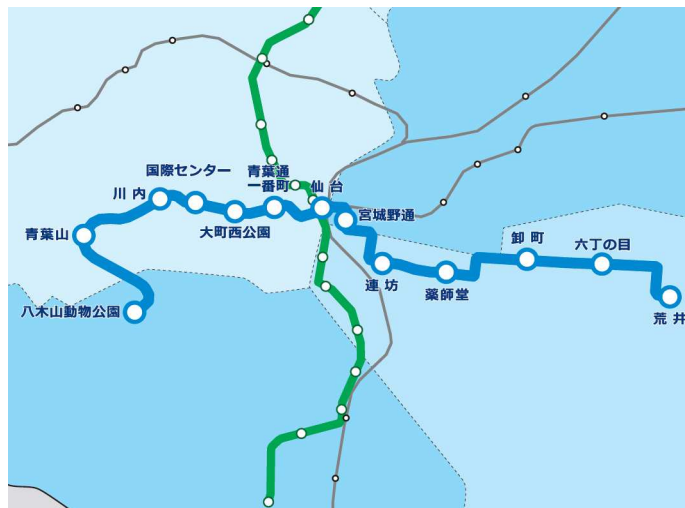 国際センター
青葉通
一番町
仙台
川内
宮城野通
青葉山
大町西公園
卸町
六丁の目
連坊
薬師堂
八木山動物公園
荒井